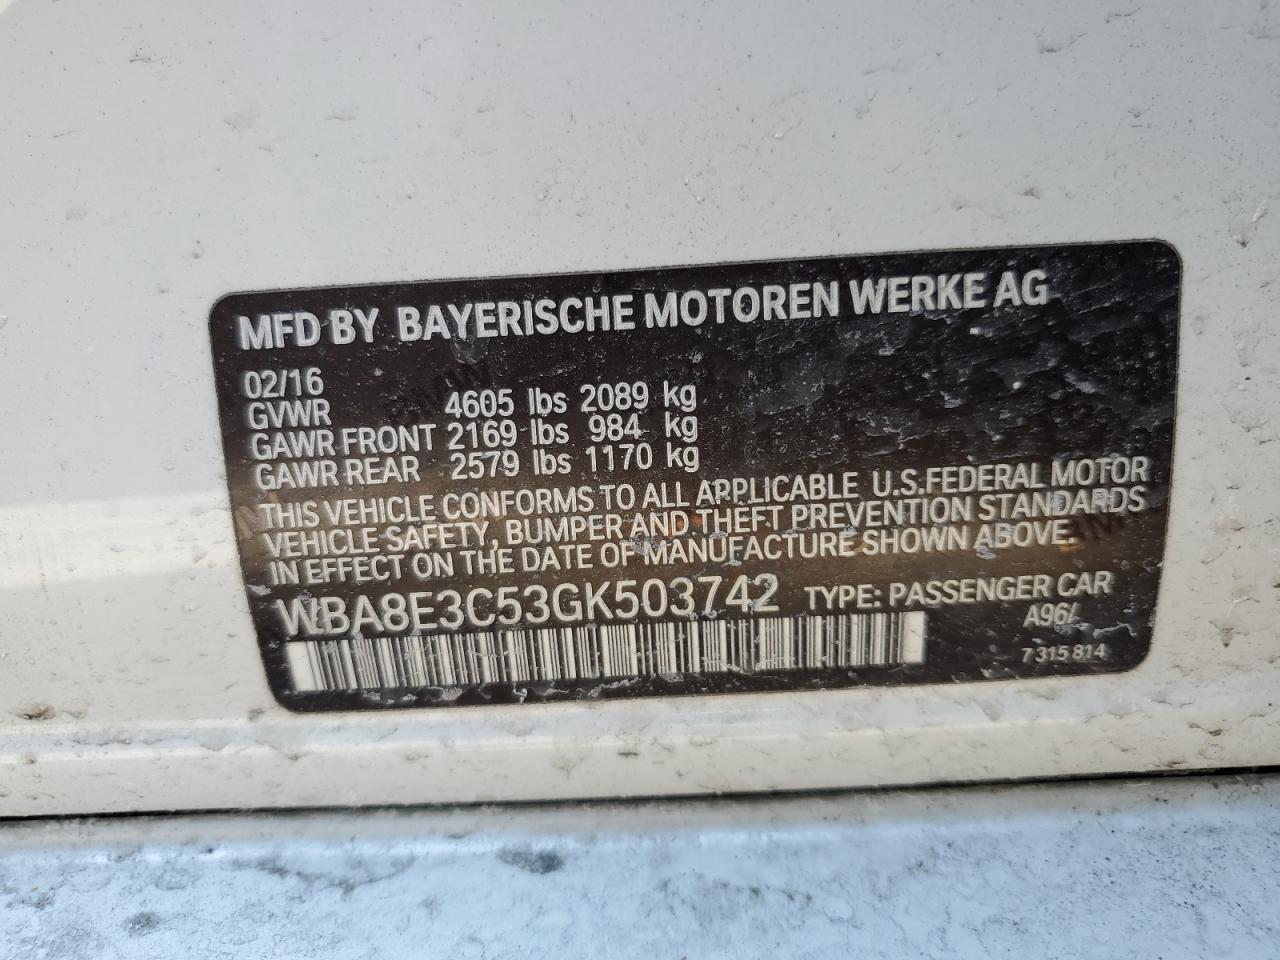 MFD BY BAYERISCHE MOTOREN WERKE AG
02/16
GVWR 4605 lbs 2089 kg
GAWR FRONT 2169 lbs 984 kg
GAWR REAR 2579 lbs 1170 kg
THIS VEHICLE CONFORMS TO ALL APPLICABLE U.S.FEDERAL MOTOR
VEHICLE SAFETY, BUMPER AND THEFT PREVENTION STANDARDS
IN EFFECT ON THE DATE OF MANUFACTURE SHOWN ABOVE.
WBA8E3C53GK503742 TYPE: PASSENGER CAR
A96/
7 315 814